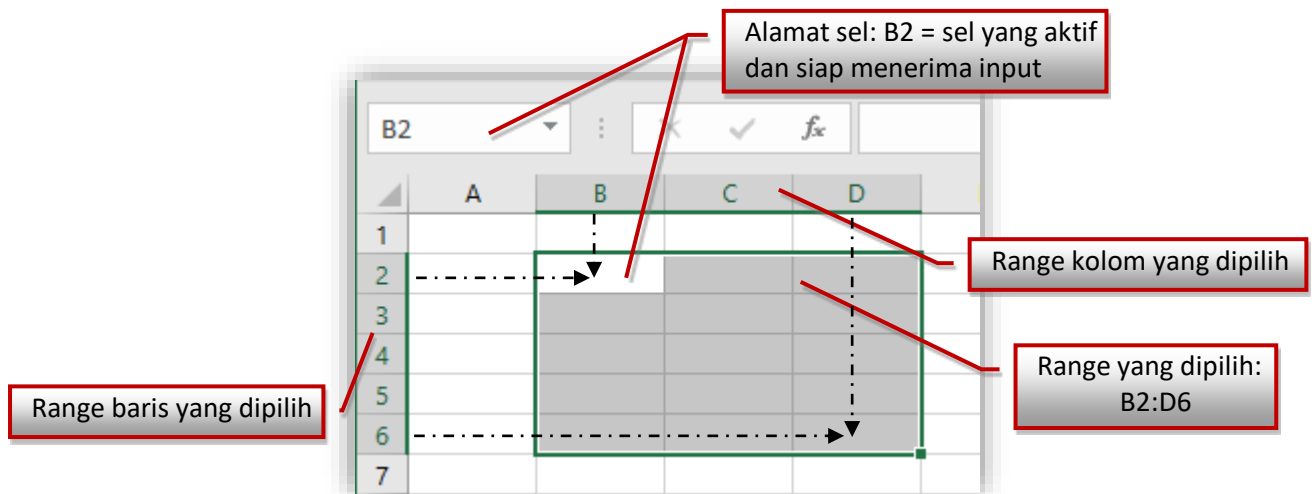 Alamat sel: B2 = sel yang aktif
dan siap menerima input
B2
fx
A B C D
1
2
3
4
5
6
7
Range kolom yang dipilih
Range yang dipilih:
B2:D6
Range baris yang dipilih